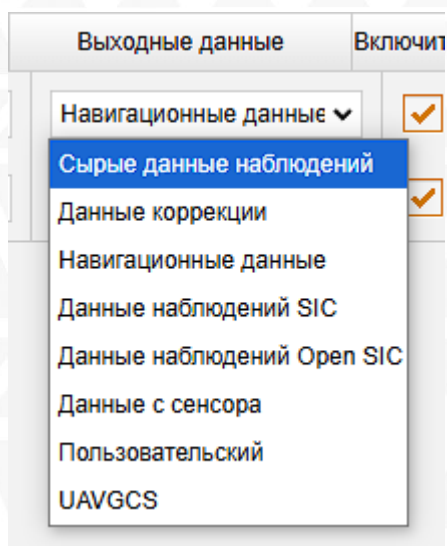 Выходные данные
Включит
Навигационные данные
Сырые данные наблюдений
Данные коррекции
Навигационные данные
Данные наблюдений SIC
Данные наблюдений Open SIC
Данные с сенсора
Пользовательский
UAVGCS